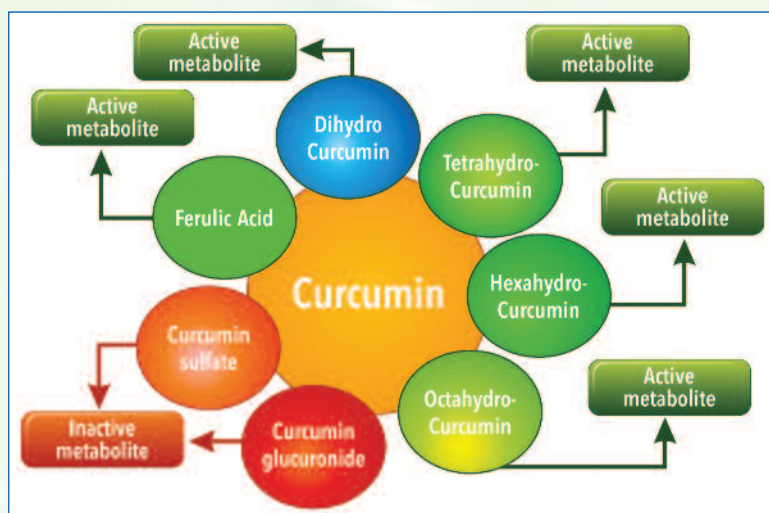 Active
metabolite
Active
metabolite
Active
metabolite
Dihydro
Curcumin
Tetrahydro-
Curcumin
Ferulic Acid
Active
metabolite
Curcumin
Hexahydro-
Curcumin
Curcumin
sulfate
Active
metabolite
Octahydro-
Curcumin
Inactive
metabolite
Curcumin
glucuronide